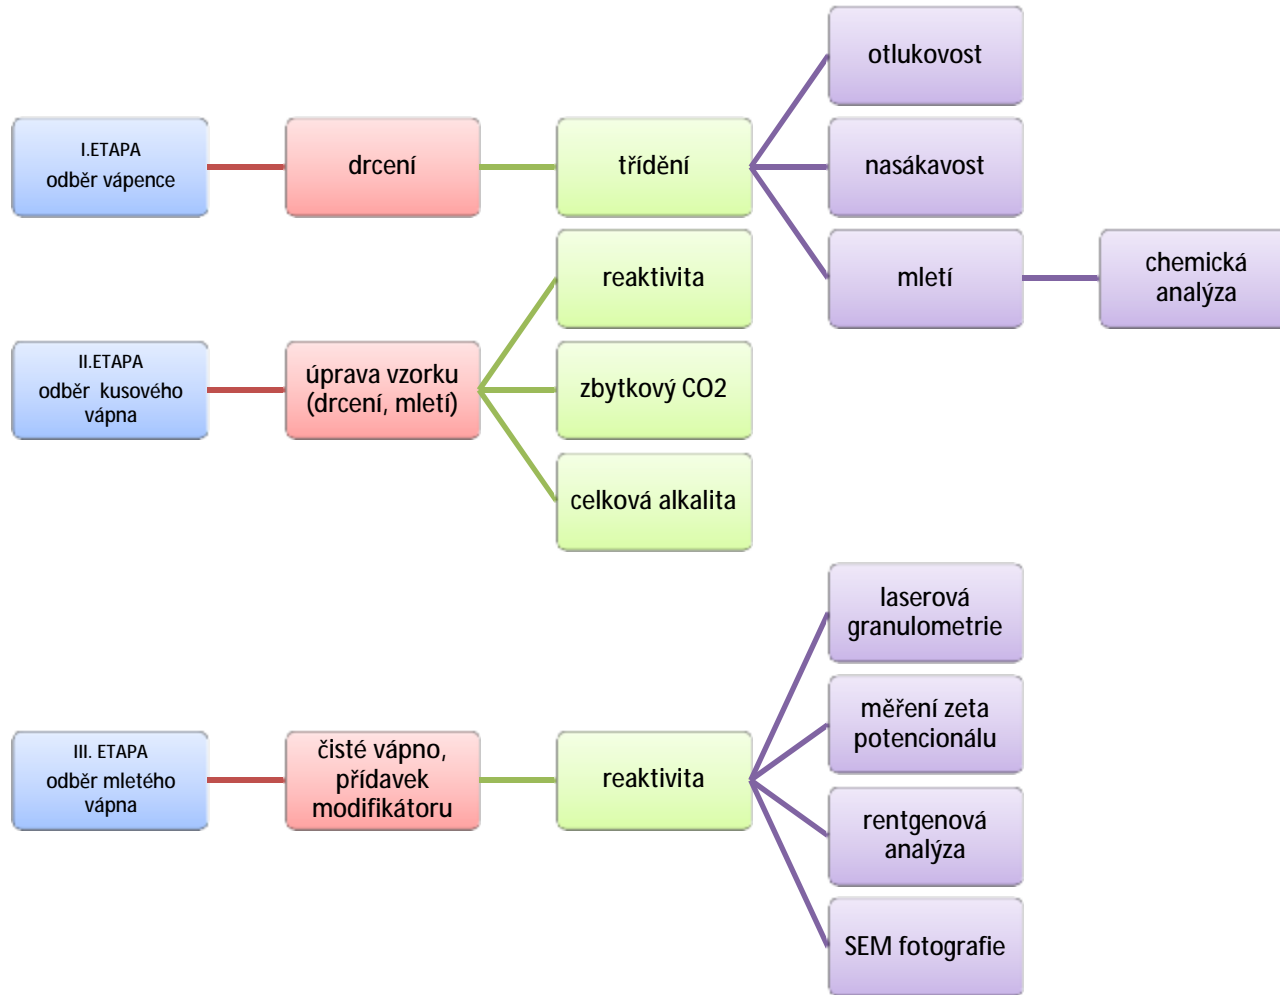 I.ETAPA
odběr vápence
drcení
třídění
otlukovost
nasákavost
mletí
chemická
analýza
II.ETAPA
odběr kusového
vápna
úprava vzorku
(drcení, mletí)
reaktivita
zbytkový CO2
celková alkalita
III. ETAPA
odběr mletého
vápna
čisté vápno,
přídavek
modifikátoru
reaktivita
laserová
granulometrie
měření zeta
potencionálu
rentgenová
analýza
SEM fotografie